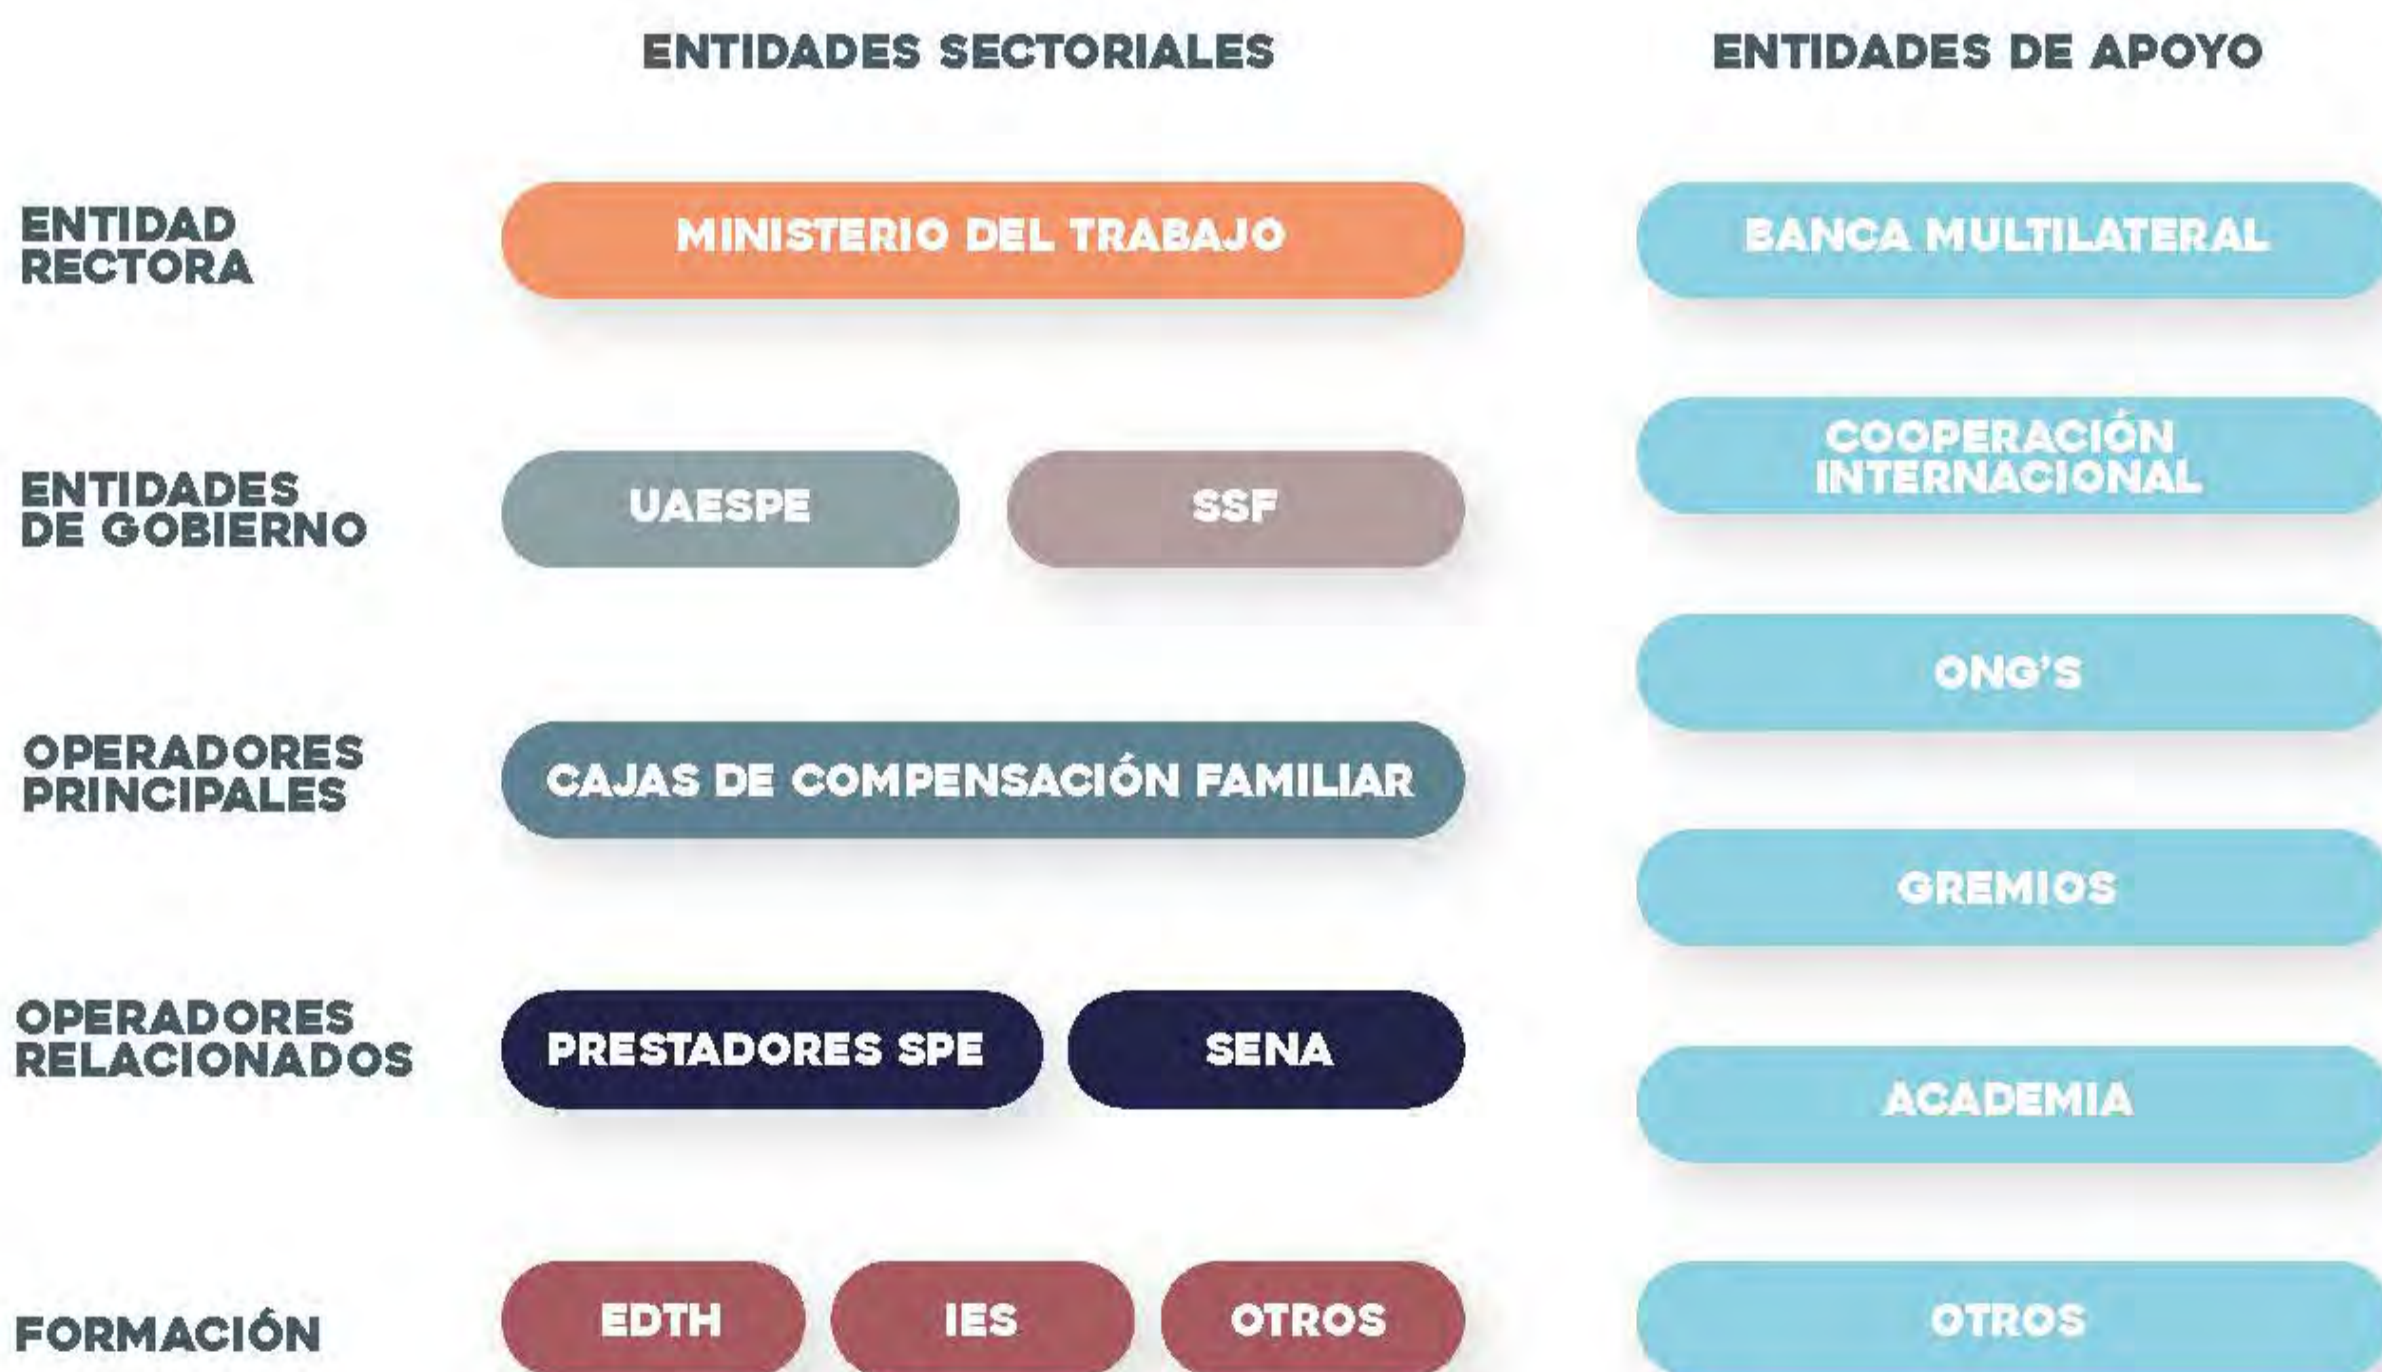 ENTIDADES SECTORIALES
ENTIDADES DE APOYO
ENTIDAD
RECTORA
MINISTERIO DEL TRABAJO
BANCA MULTILATERAL
ENTIDADES
DE GOBIERNO
UAESPE
SSF
COOPERACIÓN
INTERNACIONAL
ONG'S
OPERADORES
PRINCIPALES
CAJAS DE COMPENSACIÓN FAMILIAR
GREMIOS
OPERADORES
RELACIONADOS
PRESTADORES SPE
SENA
ACADEMIA
FORMACIÓN
EDTH
IES
OTROS
OTROS